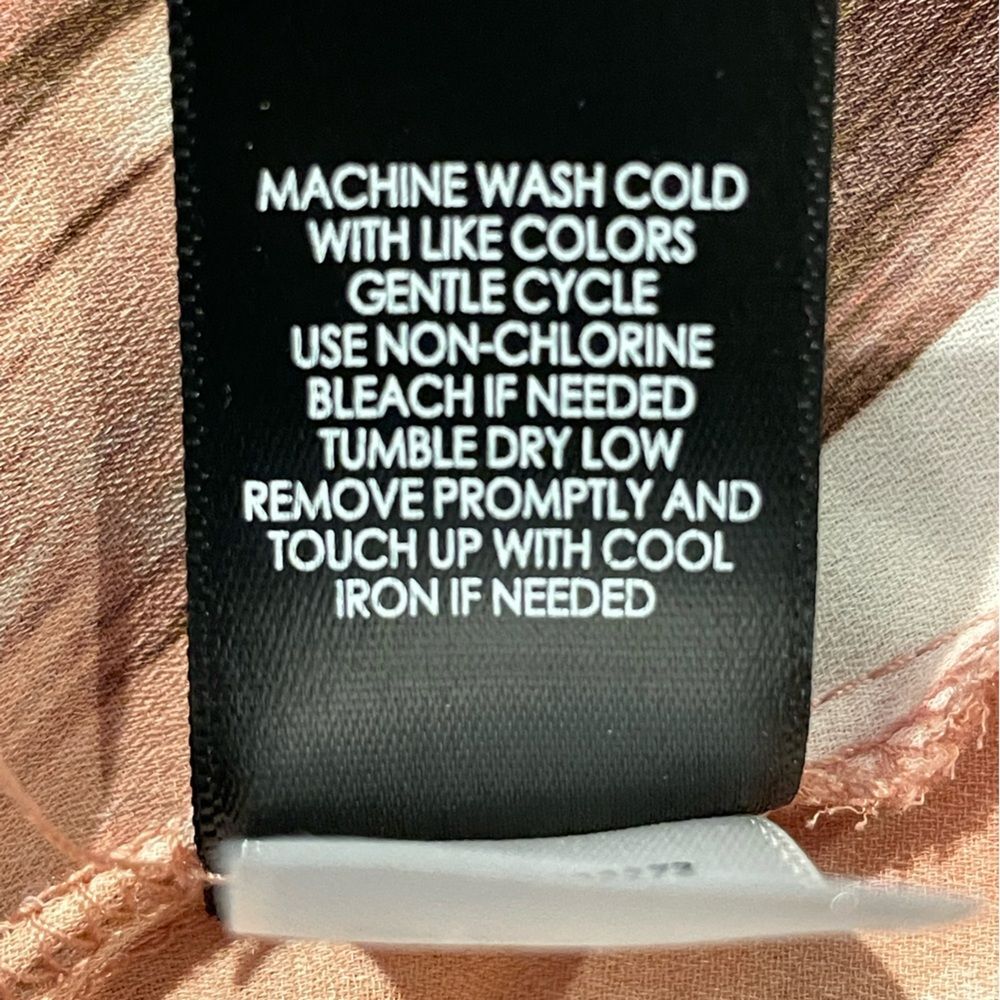 MACHINE WASH COLD
WITH LIKE COLORS
GENTLE CYCLE
USE NON-CHLORINE
BLEACH IF NEEDED
TUMBLE DRY LOW
REMOVE PROMPTLY AND
TOUCH UP WITH COOL
IRON IF NEEDED